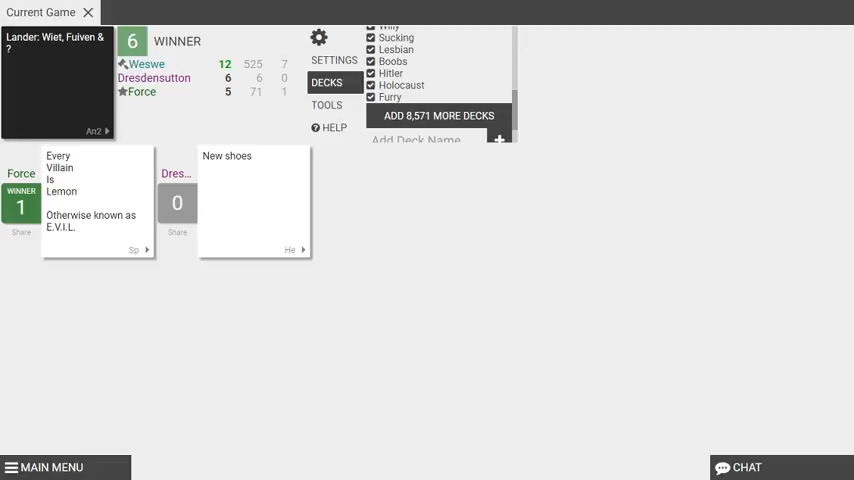 Current Game
Lander: Wiet, Fuiven &
?
An2
6 WINNER
Weswe 12 525 7
Dresdensutton 6 6 0
Force 5 71 1
SETTINGS
DECKS
TOOLS
HELP
Willy
Sucking
Lesbian
Boobs
Hitler
Holocaust
Furry
ADD 8,571 MORE DECKS
Add Deck Name
Force
WINNER
1
Share
Every
Villain
Is
Lemon
Otherwise known as
E.V.I.L.
Sp
Dres...
0
Share
New shoes
He
MAIN MENU
CHAT